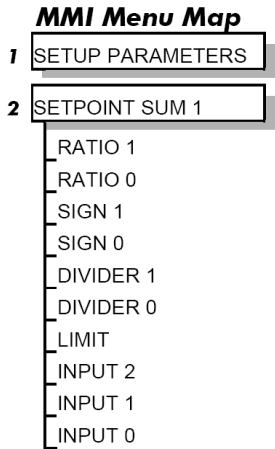 MMI Menu Map
1 SETUP PARAMETERS
2 SETPOINT SUM 1
RATIO 1
RATIO 0
SIGN 1
SIGN 0
DIVIDER 1
DIVIDER 0
LIMIT
INPUT 2
INPUT 1
INPUT 0